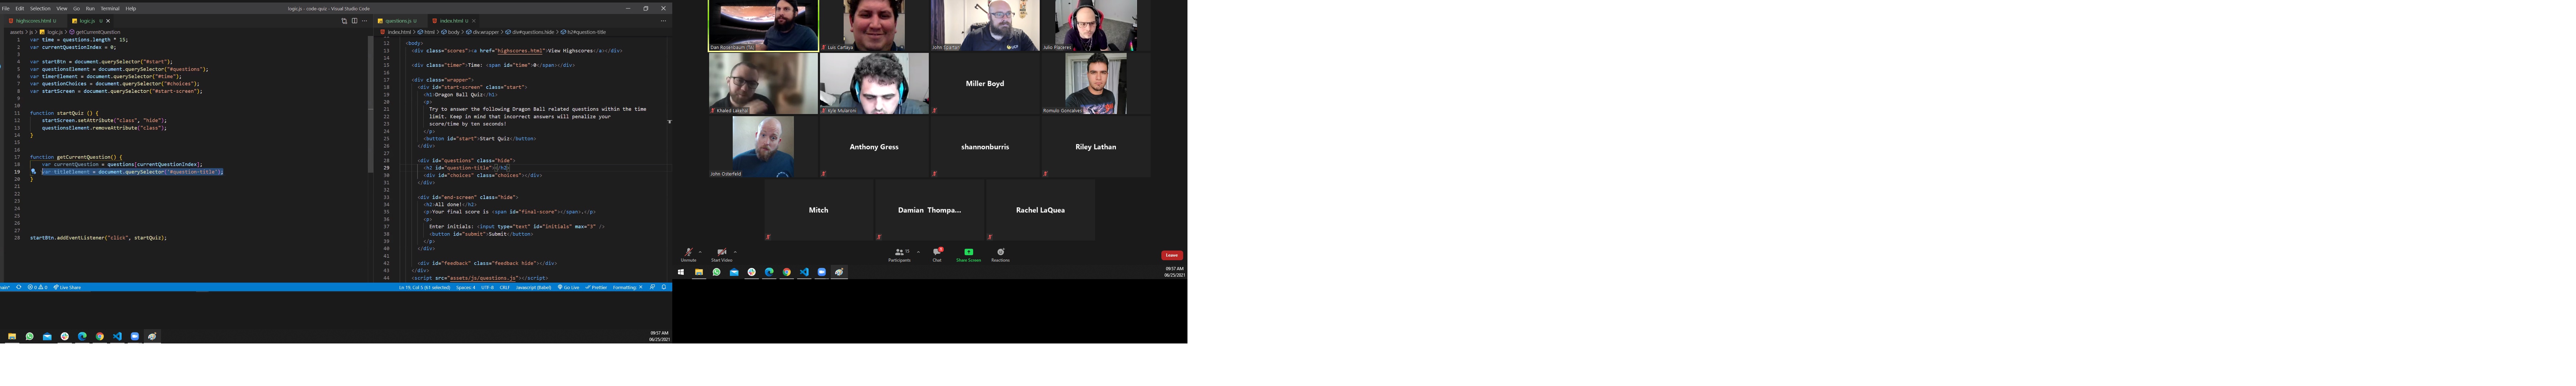 File Edit Selection View Go Run Terminal Help
logic.js - code-quiz - Visual Studio Code
highscores.html U
logic.js U
assets > js > logic.js > getCurrentQuestion
1 var time = questions.length * 15;
2 var currentQuestionIndex = 0;
3
4 var startBtn = document.querySelector("#start");
5 var questionsElement = document.querySelector("#questions");
6 var timerElement = document.querySelector("#time");
7 var questionChoices = document.querySelector("#choices");
8 var startScreen = document.querySelector("#start-screen");
9
10
11 function startQuiz () {
12 startScreen.setAttribute("class", "hide");
13 questionsElement.removeAttribute("class");
14 }
15
16
17 function getCurrentQuestion() {
18 var currentQuestion = questions[currentQuestionIndex];
19 var titleElement = document.querySelector("#question-title");
20 }
21
22
23
24
25
26
27
28 startBtn.addEventListener("click", startQuiz);
questions.js U
index.html U
index.html > html > body > div.wrapper > div#questions.hide > h2#question-title
12 <body>
13 <div class="scores"><a href="highscores.html">View Highscores</a></div>
14
15 <div class="timer">Time: <span id="time">0</span></div>
16
17 <div class="wrapper">
18 <div id="start-screen" class="start">
19 <h1>Dragon Ball Quiz</h1>
20 <p>
21 Try to answer the following Dragon Ball related questions within the time
22 limit. Keep in mind that incorrect answers will penalize your
23 score/time by ten seconds!
24 </p>
25 <button id="start">Start Quiz</button>
26 </div>
27
28 <div id="questions" class="hide">
29 <h2 id="question-title"></h2>
30 <div id="choices" class="choices"></div>
31 </div>
32
33 <div id="end-screen" class="hide">
34 <h2>All done!</h2>
35 <p>Your final score is <span id="final-score"></span>.</p>
36 <p>
37 Enter initials: <input type="text" id="initials" max="3" />
38 <button id="submit">Submit</button>
39 </p>
40 </div>
41
42 <div id="feedback" class="feedback hide"></div>
43 </div>
44 <script src="assets/js/questions.js"></script>
0 0 Live Share
Ln 19, Col 5 (61 selected) Spaces: 4 UTF-8 CRLF JavaScript (Babel) Go Live Prettier Formatting: ×
09:57 AM
06/25/2021
Dan Rosenbaum (TA)
Luis Cartaya
John
Julio Plazares
Khaled
Kyle Mularoni
Miller Boyd
Romulo Goncalves
John Osterfeld
Anthony Gress
shannonburris
Riley Lathan
Mitch
Damian Thompa...
Rachel LaQuea
Unmute
Start Video
Participants 15
Chat
Share Screen
Reactions
Leave
09:57 AM
06/25/2021